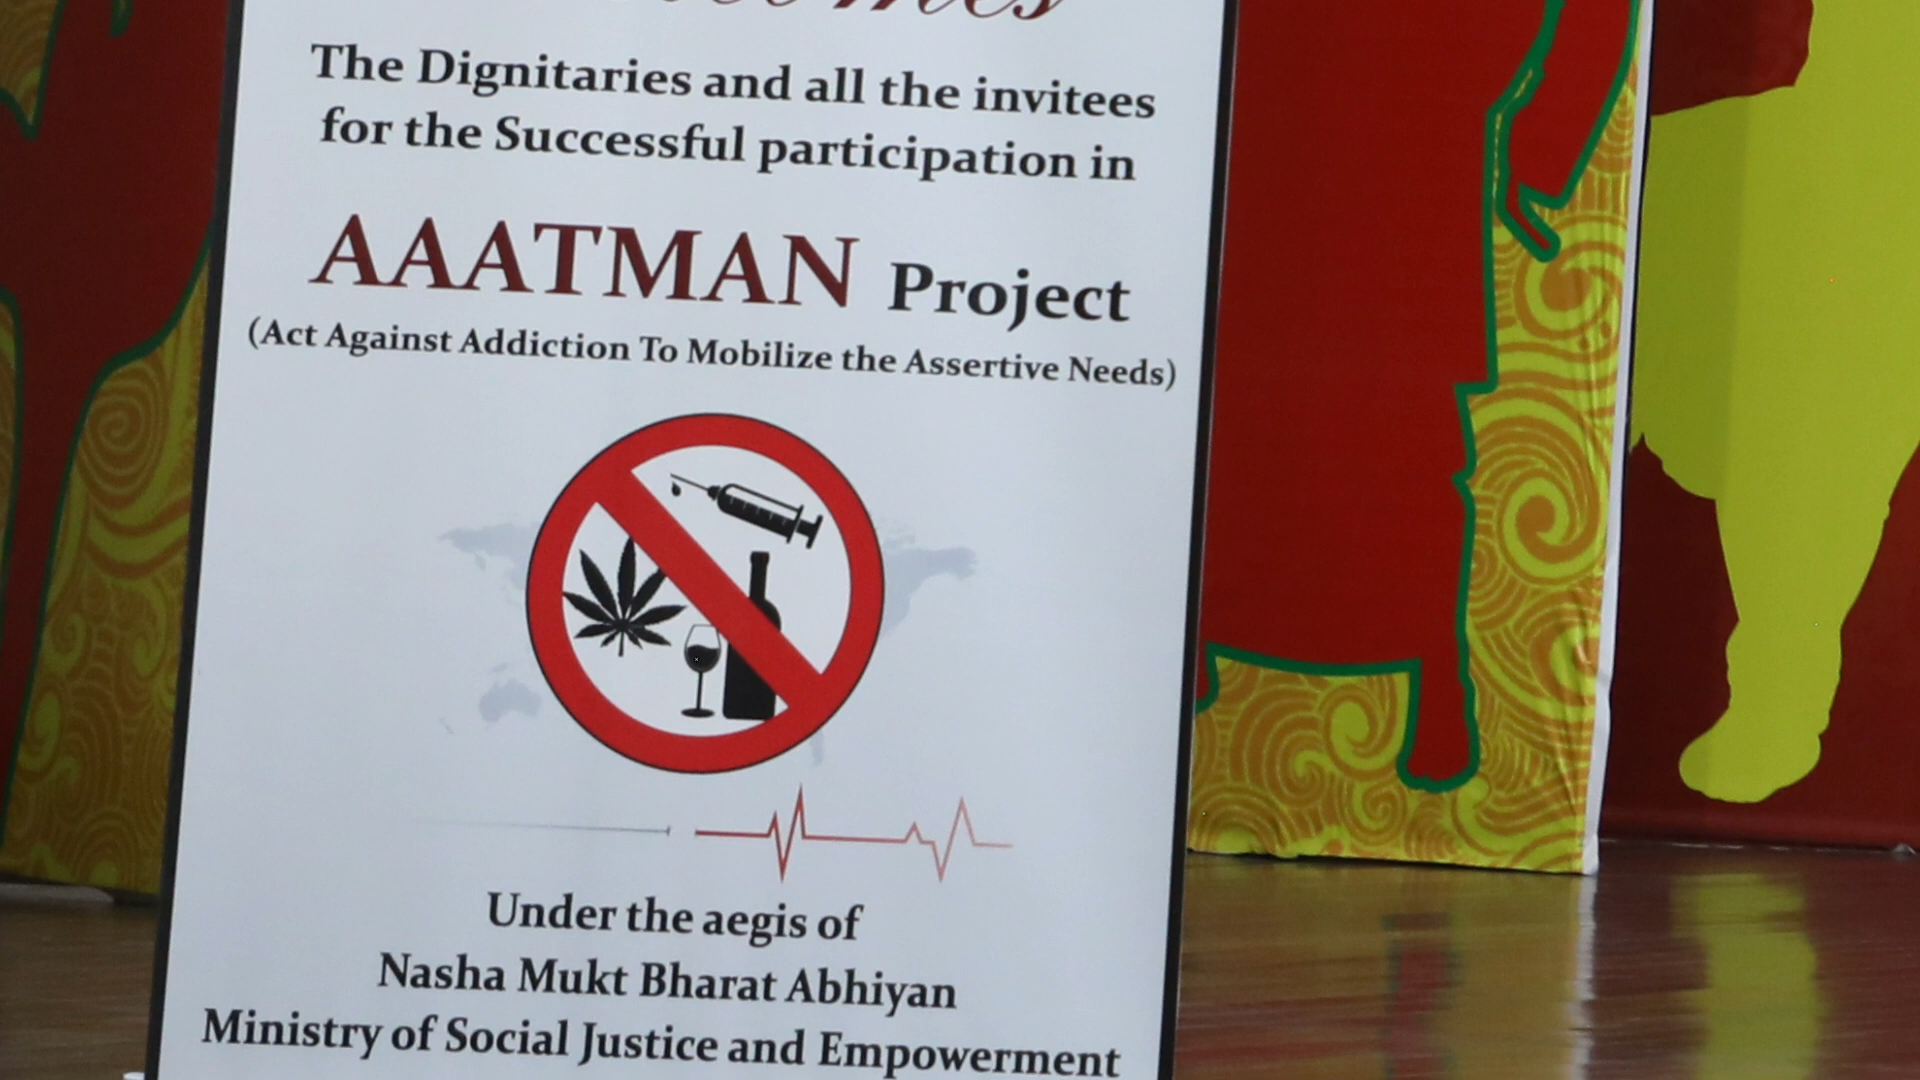 The Dignitaries and all the invitees
for the Successful participation in
AAATMAN Project
(Act Against Addiction To Mobilize the Assertive Needs)
Under the aegis of
Nasha Mukt Bharat Abhiyan
Ministry of Social Justice and Empowerment